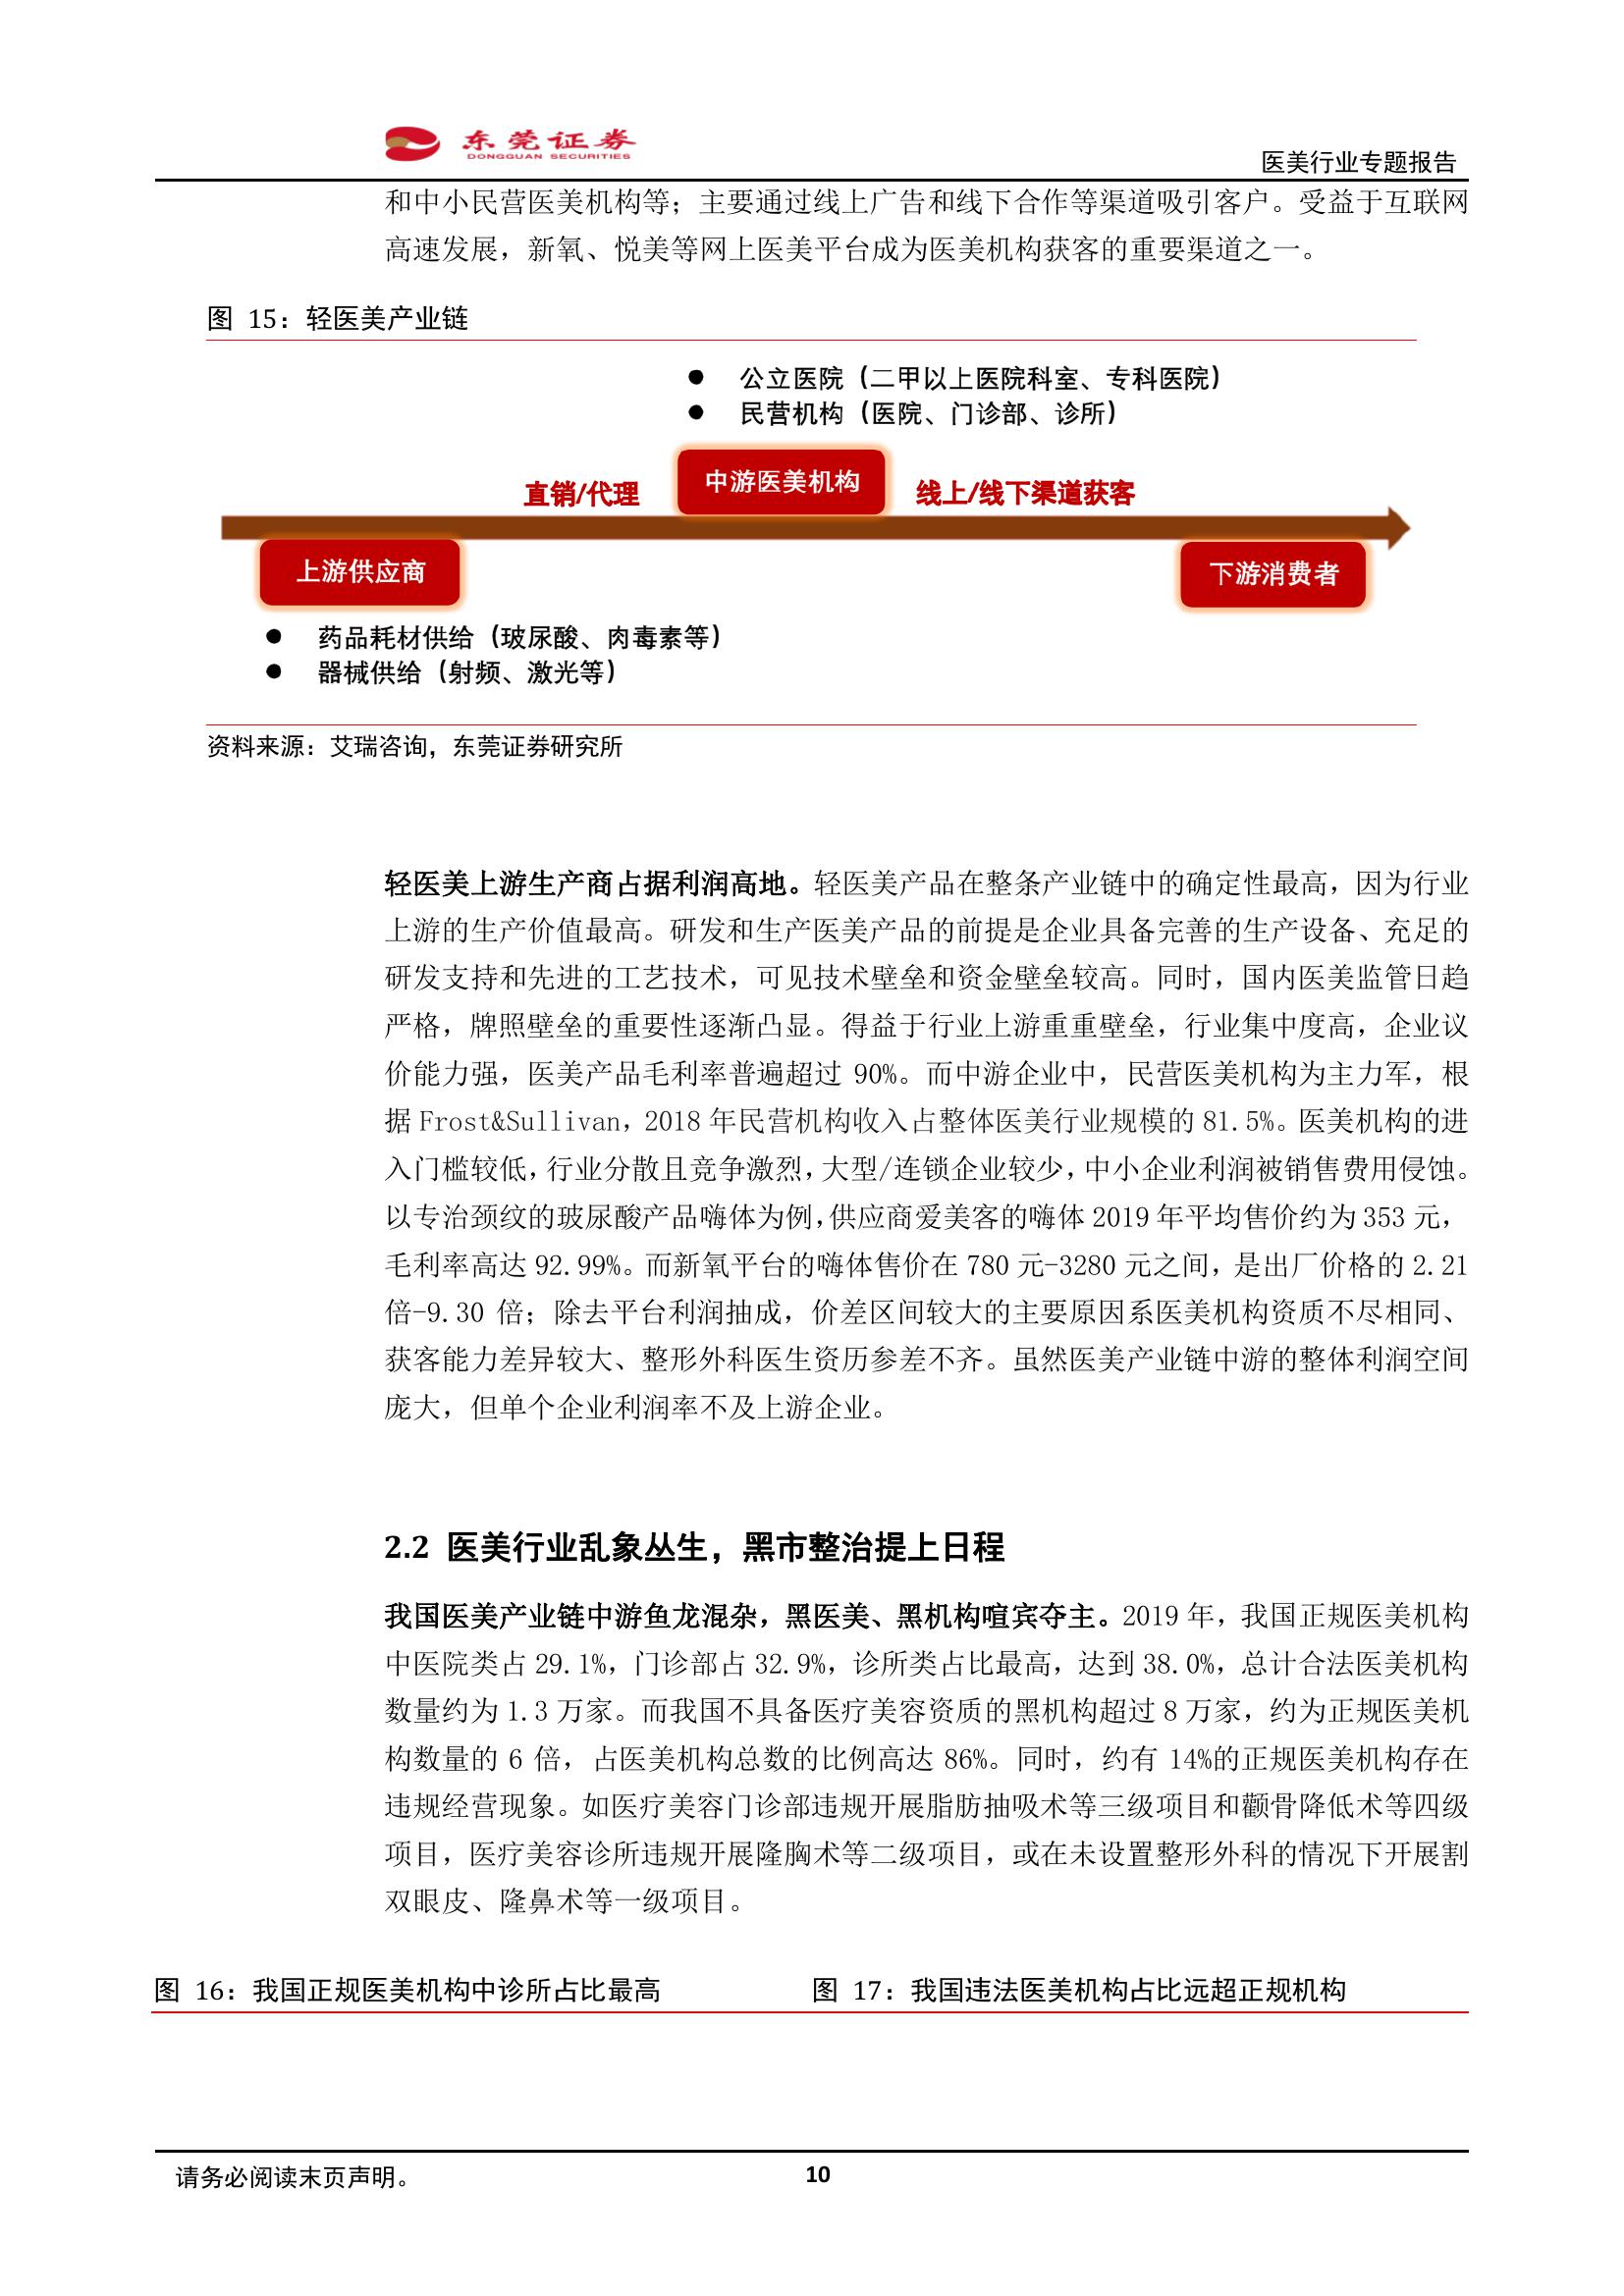 东莞证券
DONGGUAN SECURITIES
医美行业专题报告
和中小民营医美机构等；主要通过线上广告和线下合作等渠道吸引客户。受益于互联网
高速发展，新氧、悦美等网上医美平台成为医美机构获客的重要渠道之一。
图 15：轻医美产业链
● 公立医院（二甲以上医院科室、专科医院）
● 民营机构（医院、门诊部、诊所）
直销/代理
中游医美机构
线上/线下渠道获客
上游供应商
下游消费者
● 药品耗材供给（玻尿酸、肉毒素等）
● 器械供给（射频、激光等）
资料来源：艾瑞咨询，东莞证券研究所
轻医美上游生产商占据利润高地。轻医美产品在整条产业链中的确定性最高，因为行业
上游的生产价值最高。研发和生产医美产品的前提是企业具备完善的生产设备、充足的
研发支持和先进的工艺技术，可见技术壁垒和资金壁垒较高。同时，国内医美监管日趋
严格，牌照壁垒的重要性逐渐凸显。得益于行业上游重重壁垒，行业集中度高，企业议
价能力强，医美产品毛利率普遍超过 90%。而中游企业中，民营医美机构为主力军，根
据 Frost&Sullivan，2018 年民营机构收入占整体医美行业规模的 81.5%。医美机构的进
入门槛较低，行业分散且竞争激烈，大型/连锁企业较少，中小企业利润被销售费用侵蚀。
以专治颈纹的玻尿酸产品嗨体为例，供应商爱美客的嗨体 2019 年平均售价约为 353 元，
毛利率高达 92.99%。而新氧平台的嗨体售价在 780 元-3280 元之间，是出厂价格的 2.21
倍-9.30 倍；除去平台利润抽成，价差区间较大的主要原因系医美机构资质不尽相同、
获客能力差异较大、整形外科医生资历参差不齐。虽然医美产业链中游的整体利润空间
庞大，但单个企业利润率不及上游企业。
2.2 医美行业乱象丛生，黑市整治提上日程
我国医美产业链中游鱼龙混杂，黑医美、黑机构喧宾夺主。2019 年，我国正规医美机构
中医院类占 29.1%，门诊部占 32.9%，诊所类占比最高，达到 38.0%，总计合法医美机构
数量约为 1.3 万家。而我国不具备医疗美容资质的黑机构超过 8 万家，约为正规医美机
构数量的 6 倍，占医美机构总数的比例高达 86%。同时，约有 14%的正规医美机构存在
违规经营现象。如医疗美容门诊部违规开展脂肪抽吸术等三级项目和颧骨降低术等四级
项目，医疗美容诊所违规开展隆胸术等二级项目，或在未设置整形外科的情况下开展割
双眼皮、隆鼻术等一级项目。
图 16：我国正规医美机构中诊所占比最高
图 17：我国违法医美机构占比远超正规机构
请务必阅读末页声明。
10